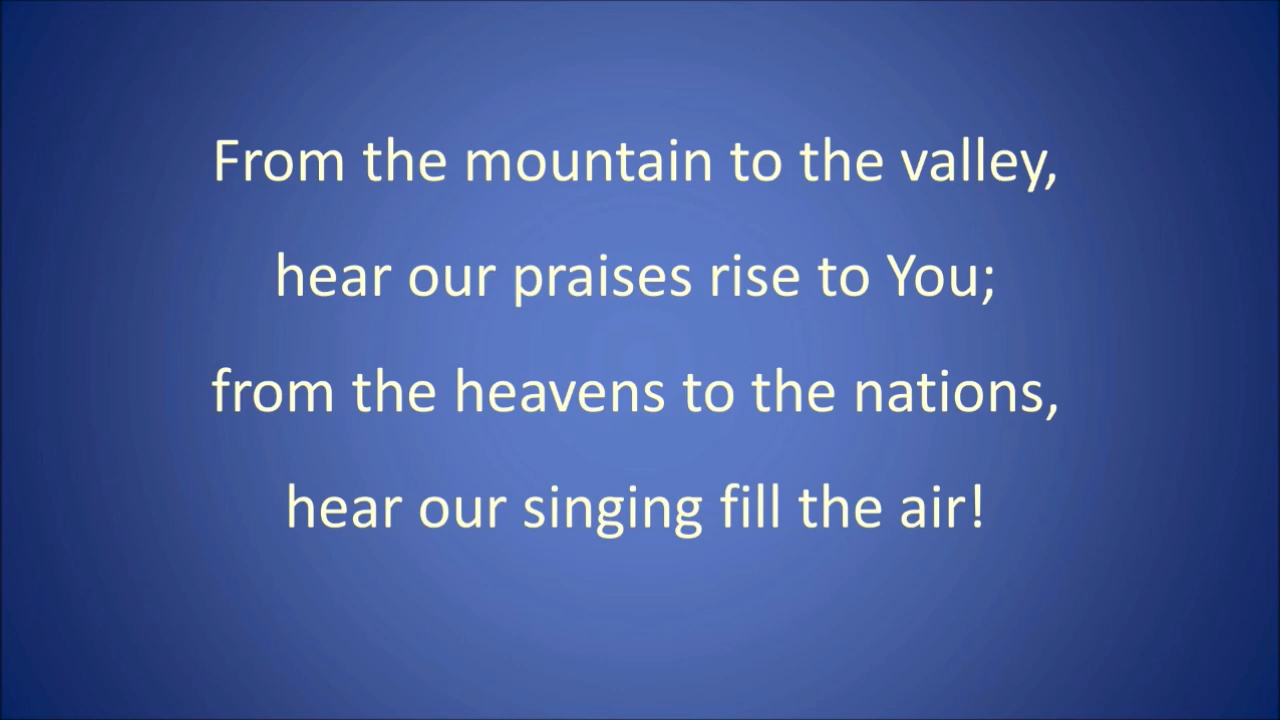 From the mountain to the valley,
hear our praises rise to You;
from the heavens to the nations,
hear our singing fill the air!